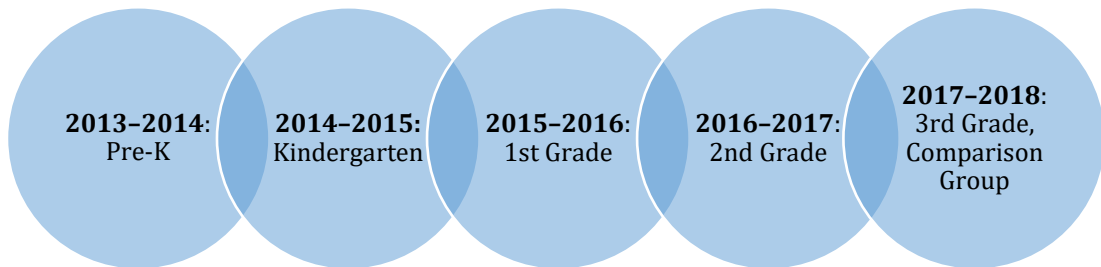 2013–2014:
Pre-K
2014–2015:
Kindergarten
2015–2016:
1st Grade
2016–2017:
2nd Grade
2017–2018:
3rd Grade,
Comparison
Group